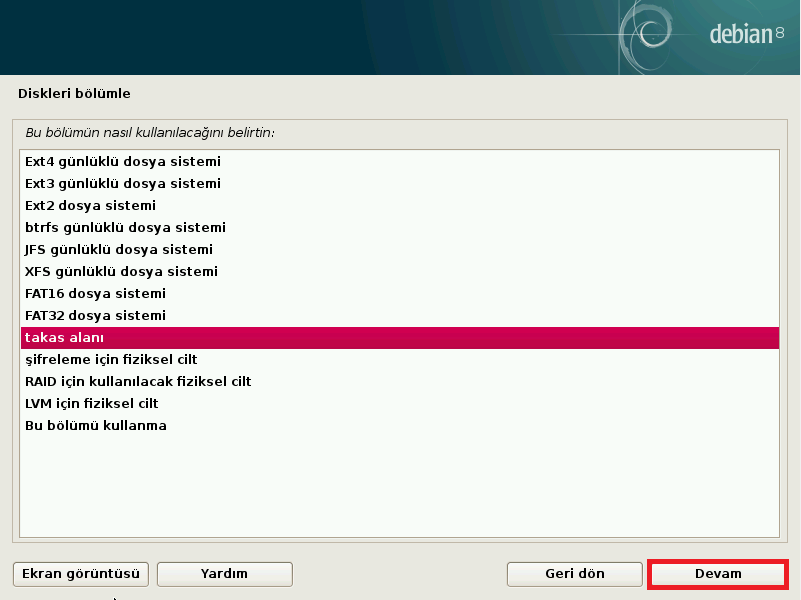 debian 8
Diskleri bölümle
Bu bölümün nasıl kullanılacağını belirtin:
Ext4 günlüklü dosya sistemi
Ext3 günlüklü dosya sistemi
Ext2 dosya sistemi
btrfs günlüklü dosya sistemi
JFS günlüklü dosya sistemi
XFS günlüklü dosya sistemi
FAT16 dosya sistemi
FAT32 dosya sistemi
takas alanı
şifreleme için fiziksel cilt
RAID için kullanılacak fiziksel cilt
LVM için fiziksel cilt
Bu bölümü kullanma
Ekran görüntüsü Yardım Geri dön Devam